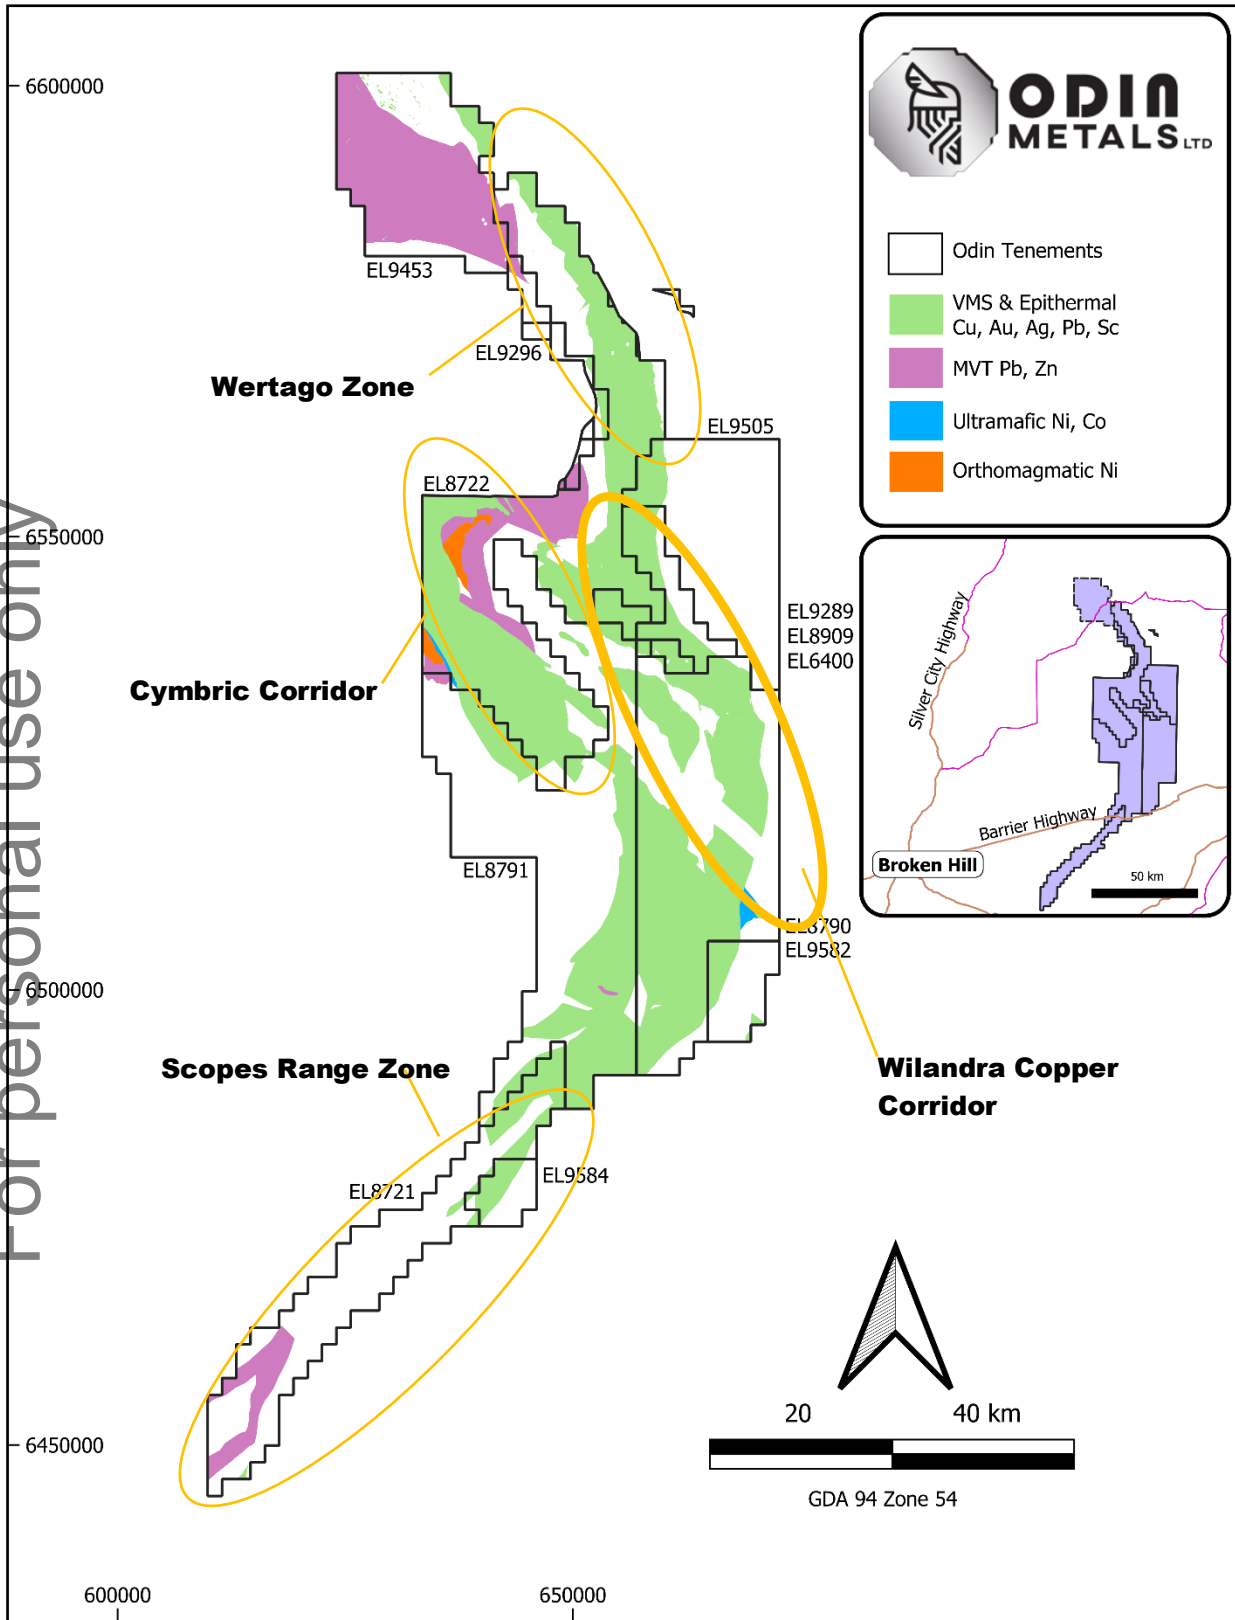 6600000
6550000
6500000
6450000
600000
650000
For personal use only
ODIN
METALS LTD
Odin Tenements
VMS & Epithermal
Cu, Au, Ag, Pb, Sc
MVT Pb, Zn
Ultramafic Ni, Co
Orthomagmatic Ni
Silver City Highway
Barrier Highway
Broken Hill
50 km
EL9453
EL9296
Wertago Zone
EL9505
EL8722
EL9289
EL8909
EL6400
Cymbric Corridor
EL8791
EL8790
EL9582
Scopes Range Zone
Wilandra Copper
Corridor
EL9584
EL8721
20 40 km
GDA 94 Zone 54